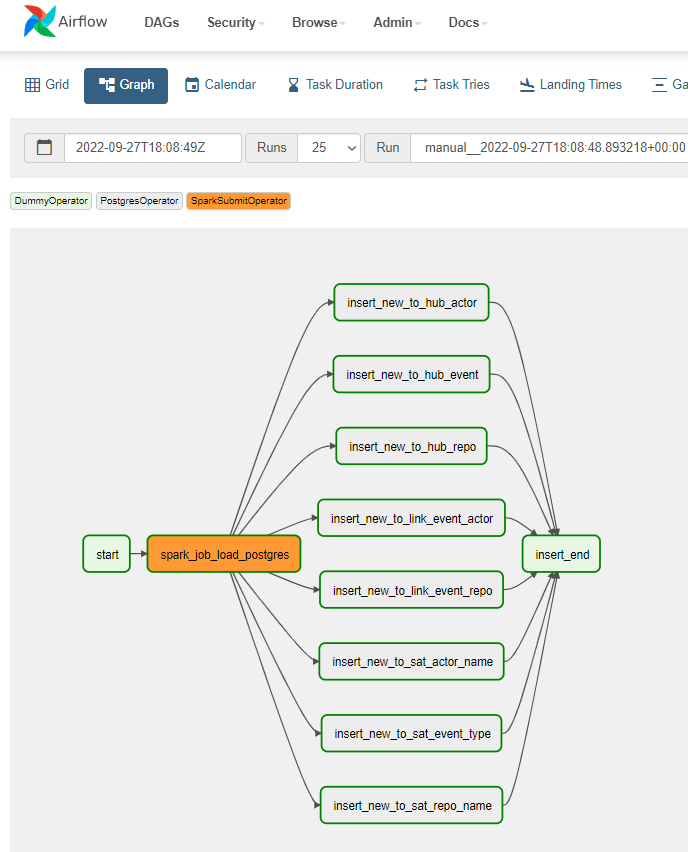 Airflow DAGs Security Browse Admin Docs
Grid Graph Calendar Task Duration Task Tries Landing Times Ga
2022-09-27T18:08:49Z Runs 25 Run manual__2022-09-27T18:08:48.893218+00:00
DummyOperator PostgresOperator SparkSubmitOperator
insert_new_to_hub_actor
insert_new_to_hub_event
insert_new_to_hub_repo
insert_new_to_link_event_actor
start spark_job_load_postgres insert_end
insert_new_to_link_event_repo
insert_new_to_sat_actor_name
insert_new_to_sat_event_type
insert_new_to_sat_repo_name